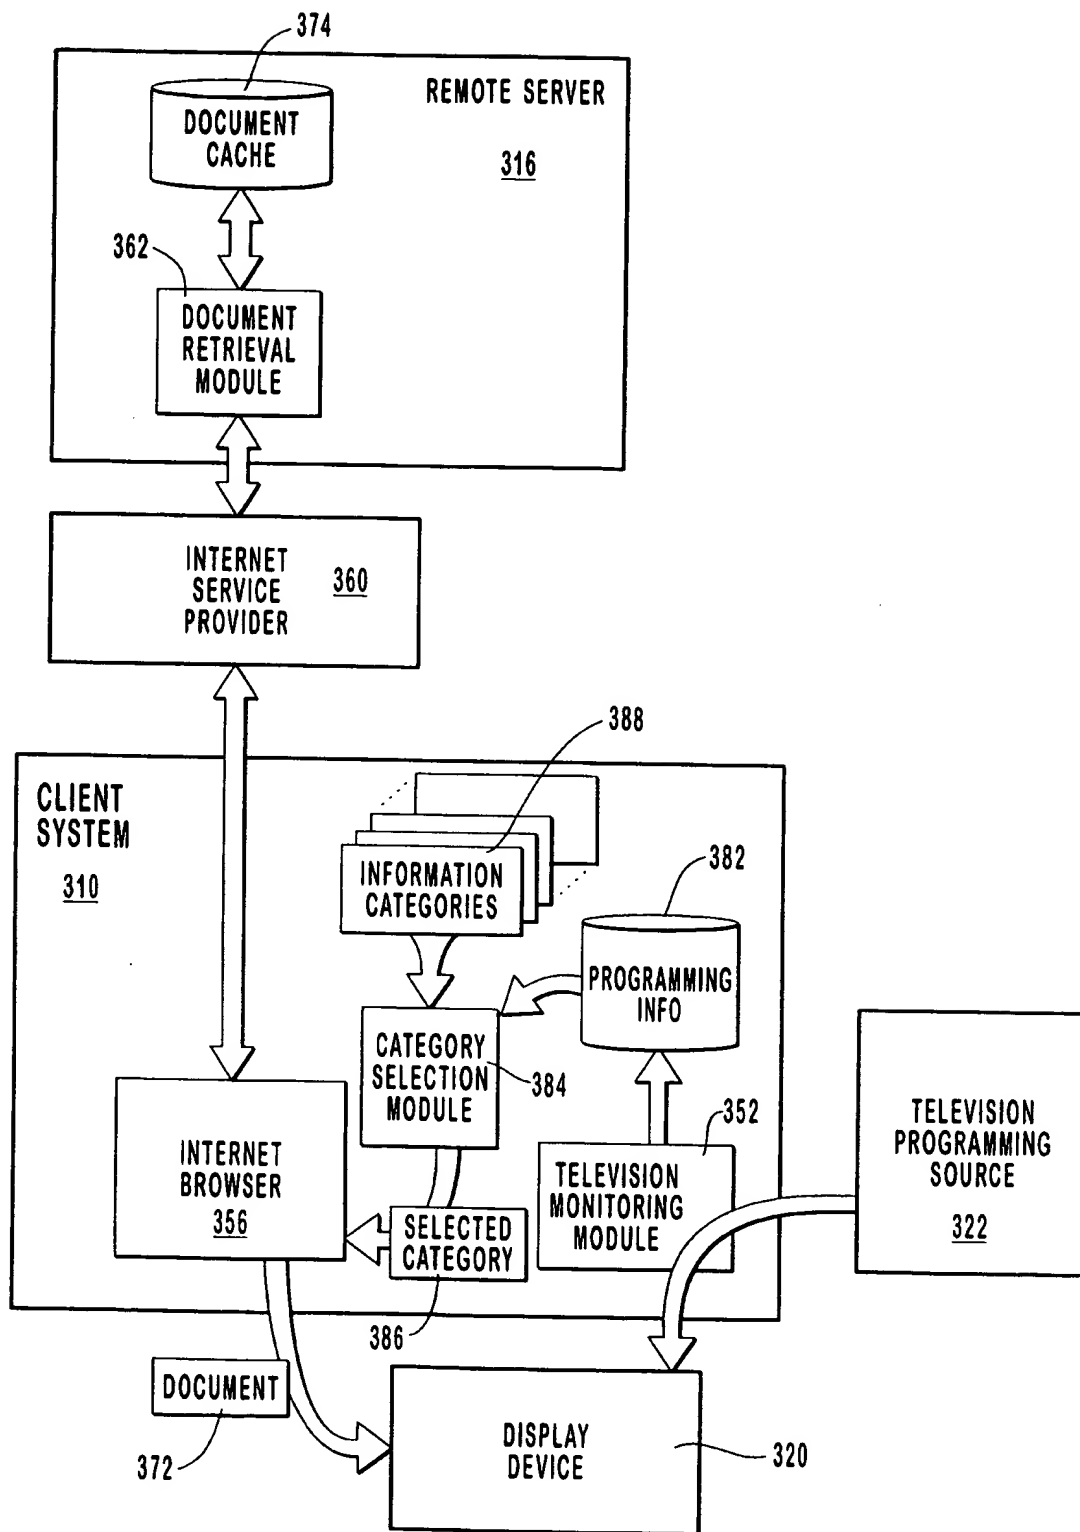 374
REMOTE SERVER
316
DOCUMENT
CACHE
362
DOCUMENT
RETRIEVAL
MODULE
INTERNET
SERVICE
PROVIDER
360
388
CLIENT
SYSTEM
310
INFORMATION
CATEGORIES
382
PROGRAMMING
INFO
CATEGORY
SELECTION
MODULE
384
352
TELEVISION
PROGRAMMING
SOURCE
322
INTERNET
BROWSER
356
TELEVISION
MONITORING
MODULE
SELECTED
CATEGORY
386
DOCUMENT
372
DISPLAY
DEVICE
320